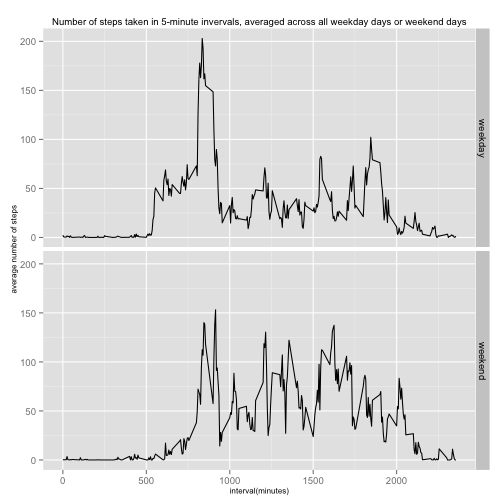 Number of steps taken in 5-minute invervals, averaged across all weekday days or weekend days
200
150
100
50
0
weekday
average number of steps
200
150
100
50
0
weekend
0 500 1000 1500 2000
interval(minutes)